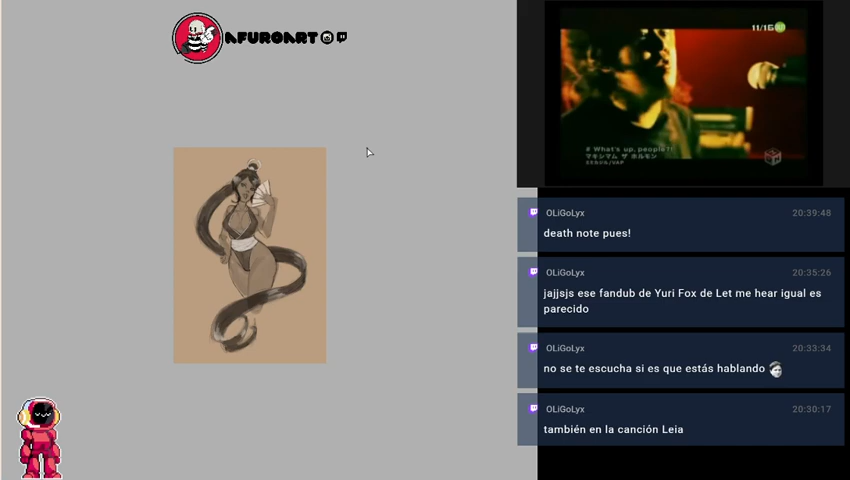 AFUROART
11/16
# What's up, people?!
マキシマム ザ ホルモン
VAP
OLiGoLyx 20:39:48
death note pues!
OLiGoLyx 20:35:26
jajjsjs ese fandub de Yuri Fox de Let me hear igual es
parecido
OLiGoLyx 20:33:34
no se te escucha si es que estás hablando
OLiGoLyx 20:30:17
también en la canción Leia